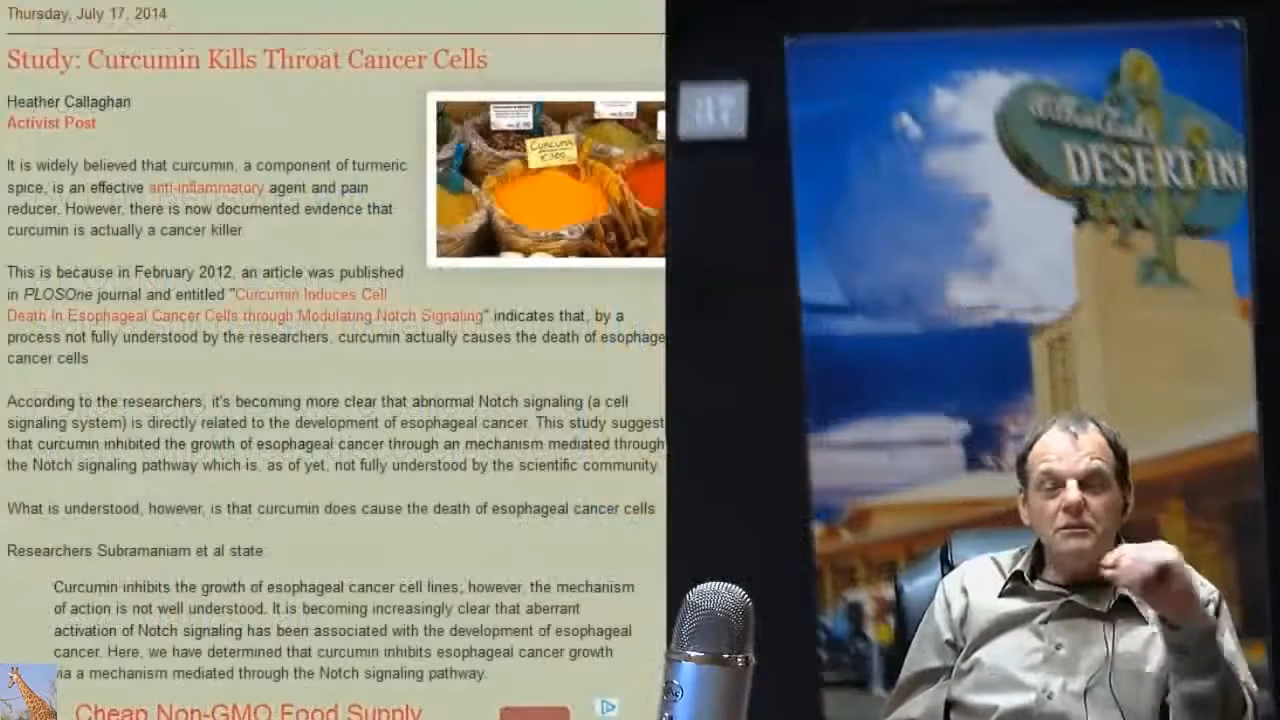 Thursday, July 17, 2014
Study: Curcumin Kills Throat Cancer Cells
Heather Callaghan
Activist Post
CURCUMA
It is widely believed that curcumin, a component of turmeric
spice, is an effective anti-inflammatory agent and pain
reducer. However, there is now documented evidence that
curcumin is actually a cancer killer.
This is because in February 2012, an article was published
in PLOSOne journal and entitled "Curcumin Induces Cell
Death in Esophageal Cancer Cells through Modulating Notch Signaling" indicates that, by a
process not fully understood by the researchers, curcumin actually causes the death of esophage
cancer cells
According to the researchers, it's becoming more clear that abnormal Notch signaling (a cell
signaling system) is directly related to the development of esophageal cancer. This study suggest
that curcumin inhibited the growth of esophageal cancer through an mechanism mediated through
the Notch signaling pathway which is, as of yet, not fully understood by the scientific community.
What is understood, however, is that curcumin does cause the death of esophageal cancer cells
Researchers Subramaniam et al state
Curcumin inhibits the growth of esophageal cancer cell lines; however, the mechanism
of action is not well understood. It is becoming increasingly clear that aberrant
activation of Notch signaling has been associated with the development of esophageal
cancer. Here, we have determined that curcumin inhibits esophageal cancer growth
via a mechanism mediated through the Notch signaling pathway.
Cheap Non-GMO Food Supply
DESERT INN